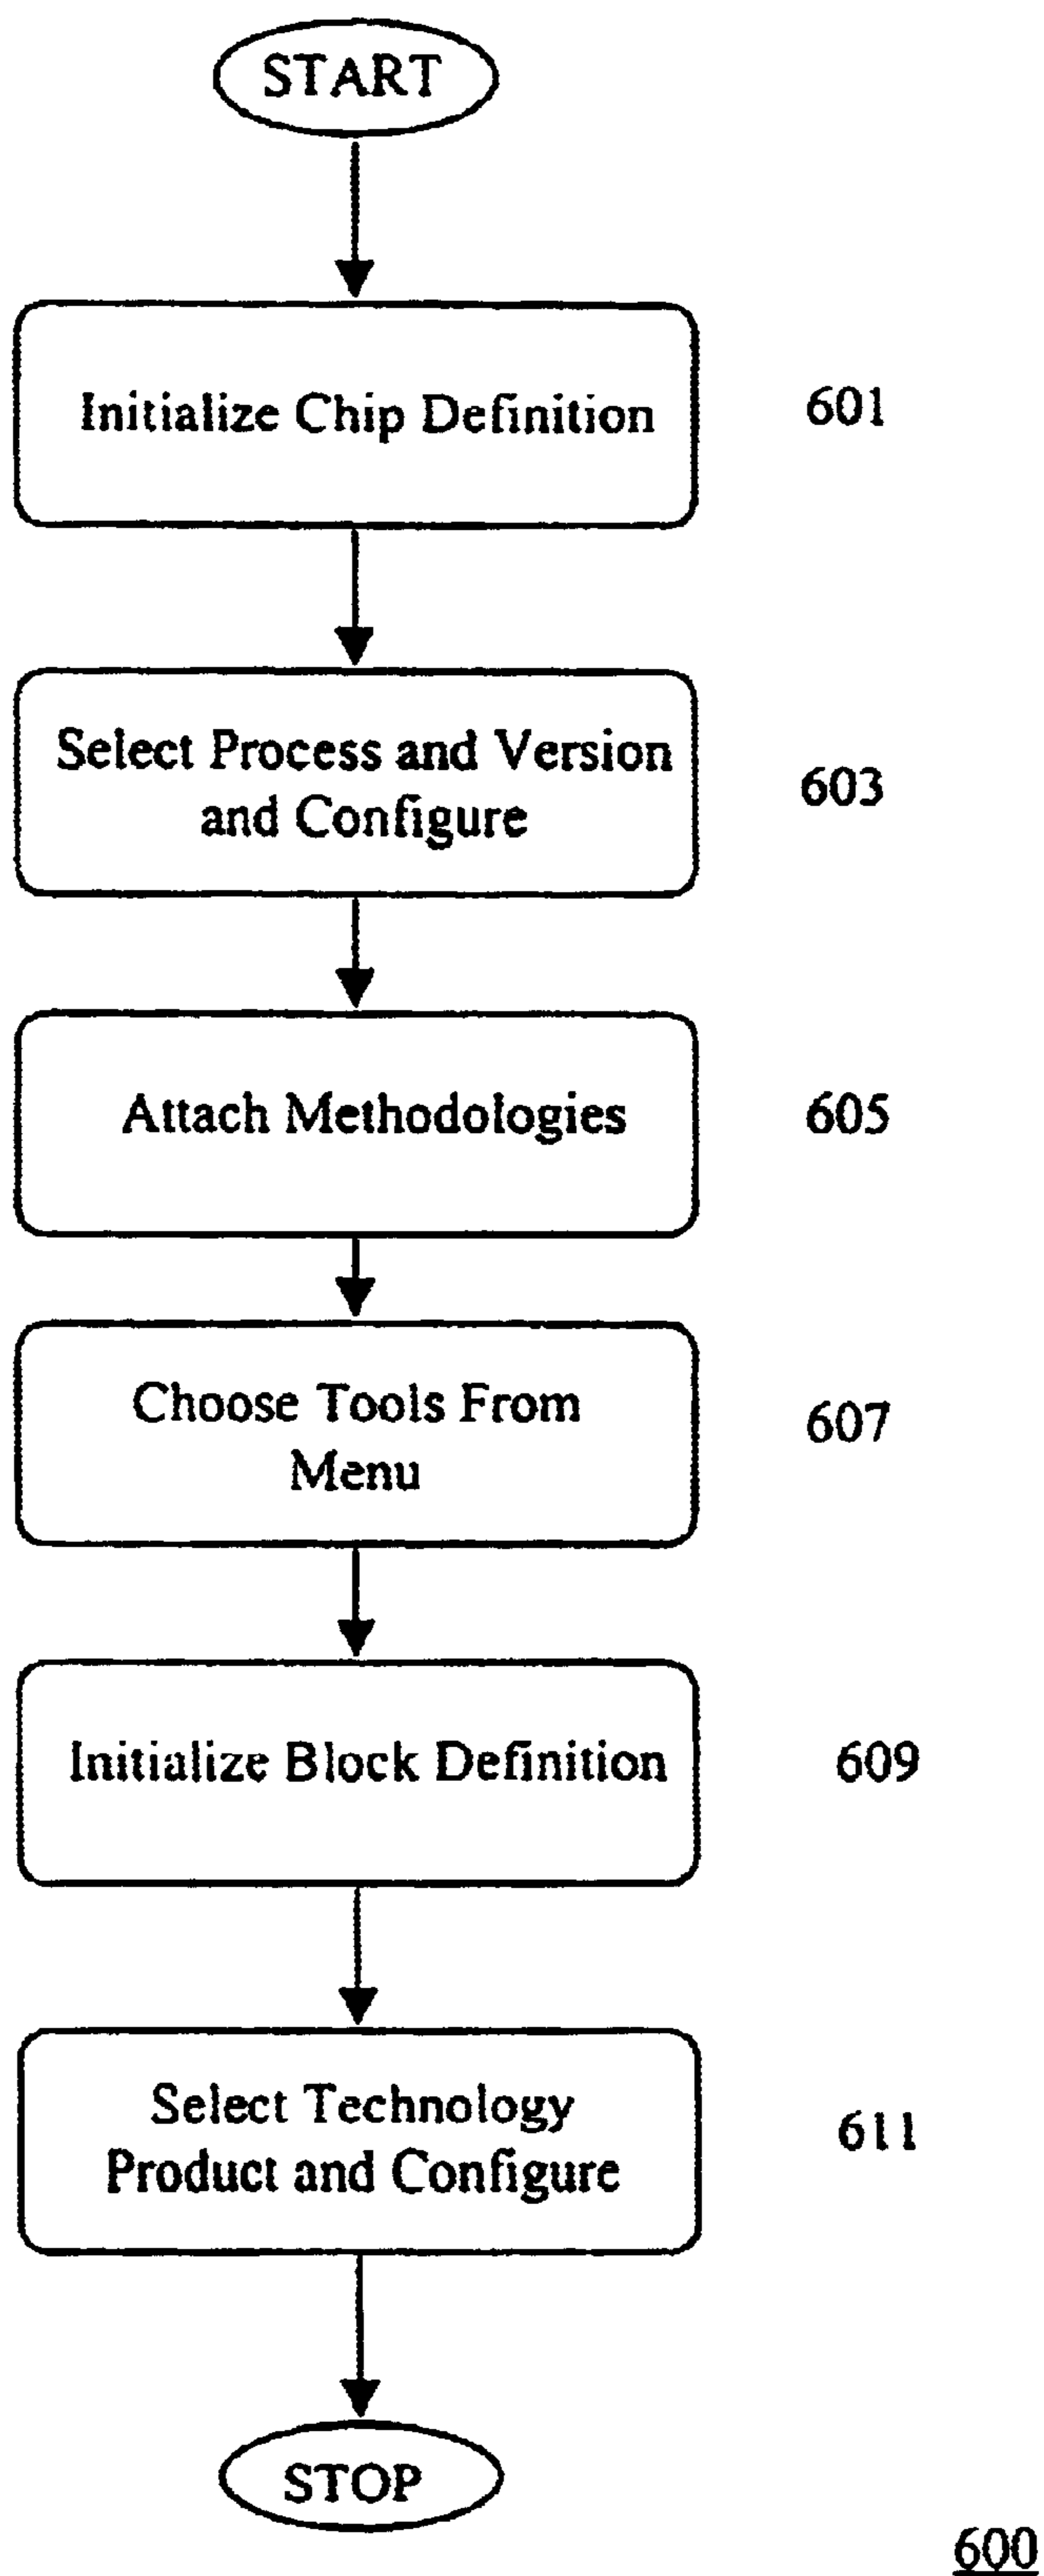 START
Initialize Chip Definition
601
Select Process and Version
and Configure
603
Attach Methodologies
605
Choose Tools From
Menu
607
Initialize Block Definition
609
Select Technology
Product and Configure
611
STOP
600